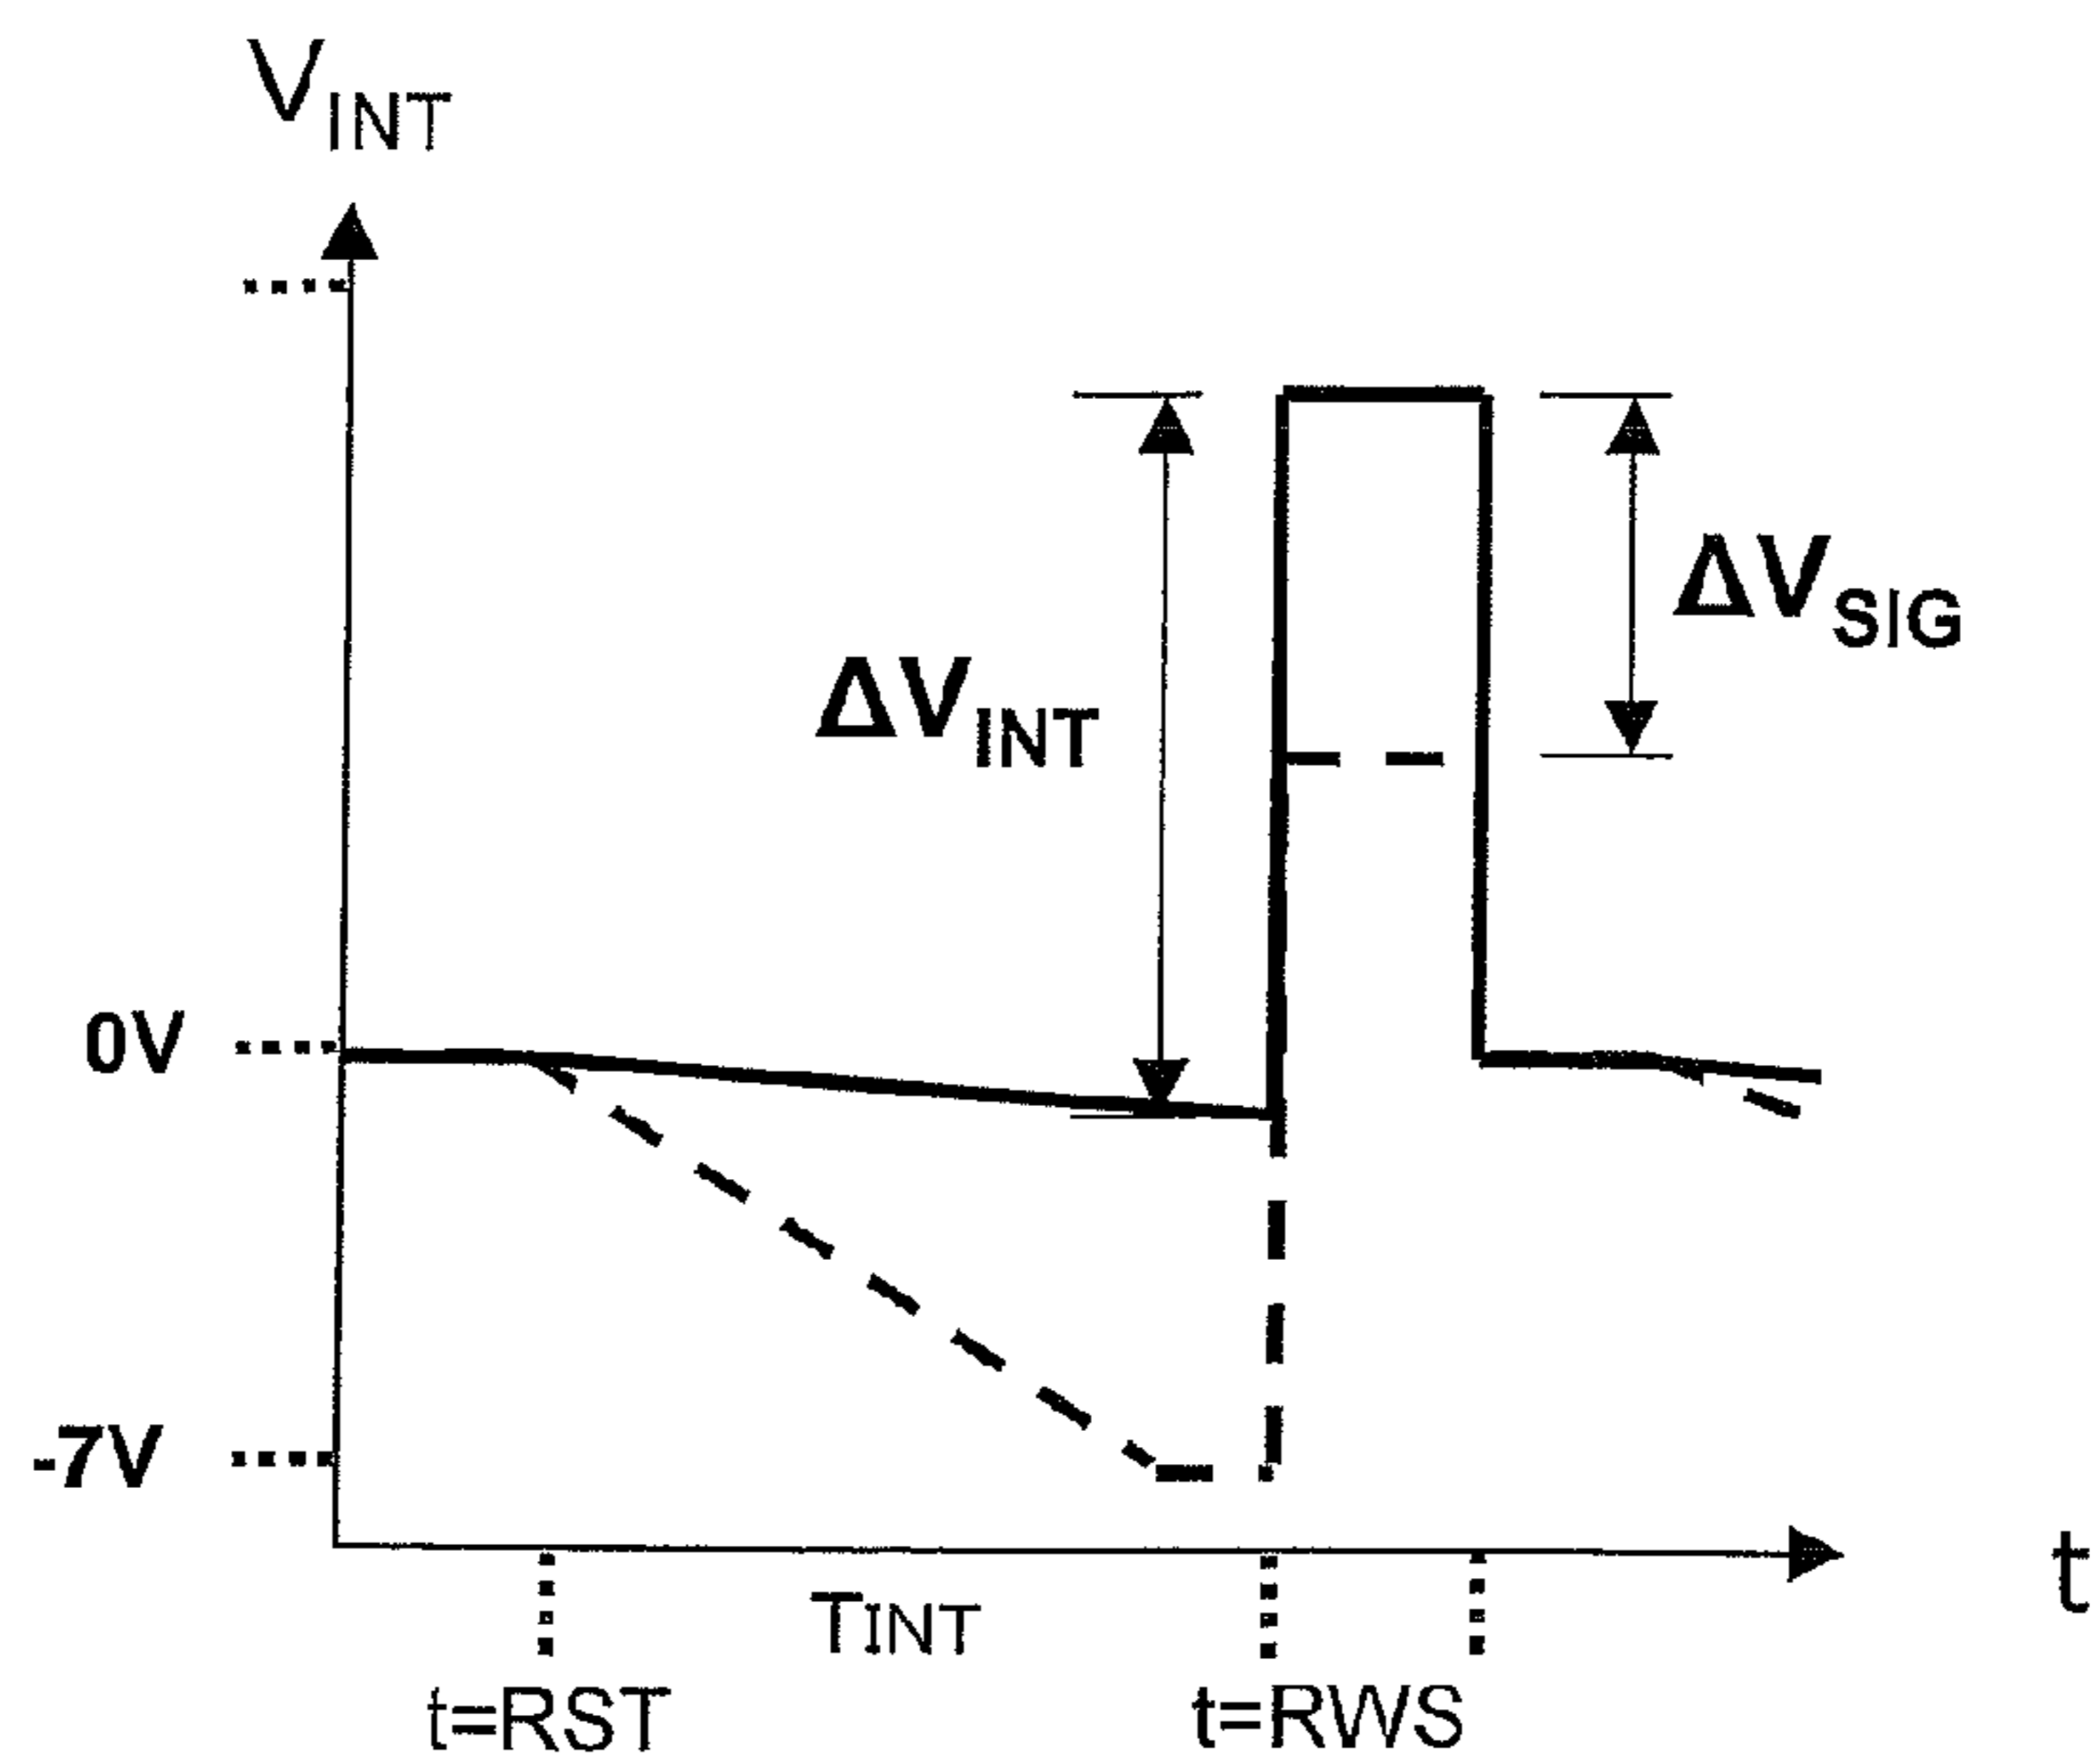 VINT
ΔVSIG
ΔVINT
0V
-7V
t
TINT
t=RST
t=RWS